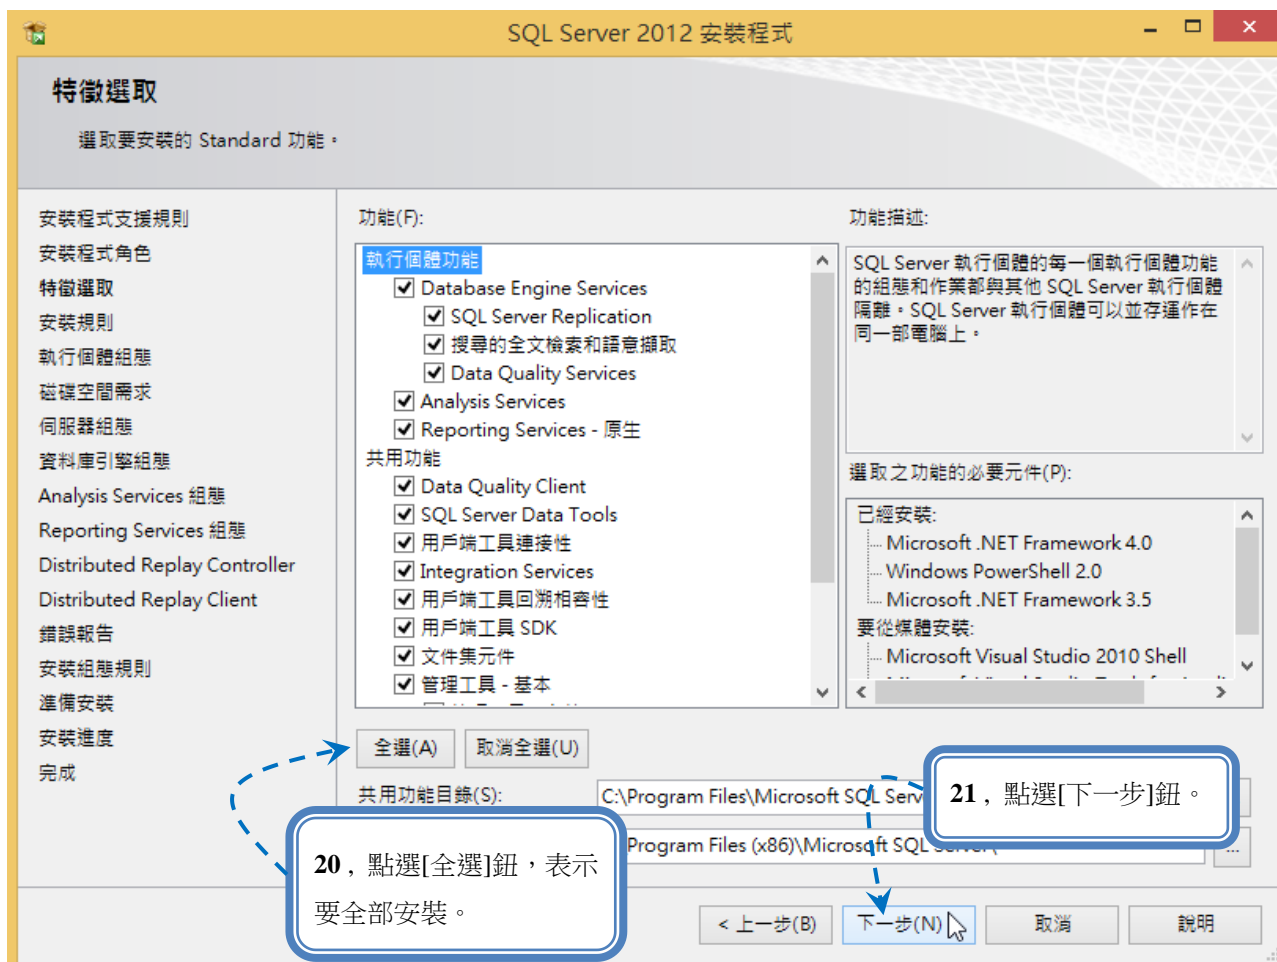 SQL Server 2012 安裝程式
特徵選取
選取要安裝的 Standard 功能。
安裝程式支援規則
安裝程式角色
特徵選取
安裝規則
執行個體組態
磁碟空間需求
伺服器組態
資料庫引擎組態
Analysis Services 組態
Reporting Services 組態
Distributed Replay Controller
Distributed Replay Client
錯誤報告
安裝組態規則
準備安裝
安裝進度
完成
功能(F):
執行個體功能
Database Engine Services
SQL Server Replication
搜尋的全文檢索和語意擷取
Data Quality Services
Analysis Services
Reporting Services - 原生
共用功能
Data Quality Client
SQL Server Data Tools
用戶端工具連接性
Integration Services
用戶端工具回溯相容性
用戶端工具 SDK
文件集元件
管理工具 - 基本
功能描述:
SQL Server 執行個體的每一個執行個體功能
的組態和作業都與其他 SQL Server 執行個體
隔離。SQL Server 執行個體可以並存運作在
同一部電腦上。
選取之功能的必要元件(P):
已經安裝:
Microsoft .NET Framework 4.0
Windows PowerShell 2.0
Microsoft .NET Framework 3.5
要從媒體安裝:
Microsoft Visual Studio 2010 Shell
全選(A) 取消全選(U)
共用功能目錄(S): C:\Program Files\Microsoft SQL Serv
Program Files (x86)\Microsoft SQL Server\ ...
20 , 點選[全選]鈕，表示
要全部安裝。
21 , 點選[下一步]鈕。
< 上一步(B) 下一步(N) 取消 說明